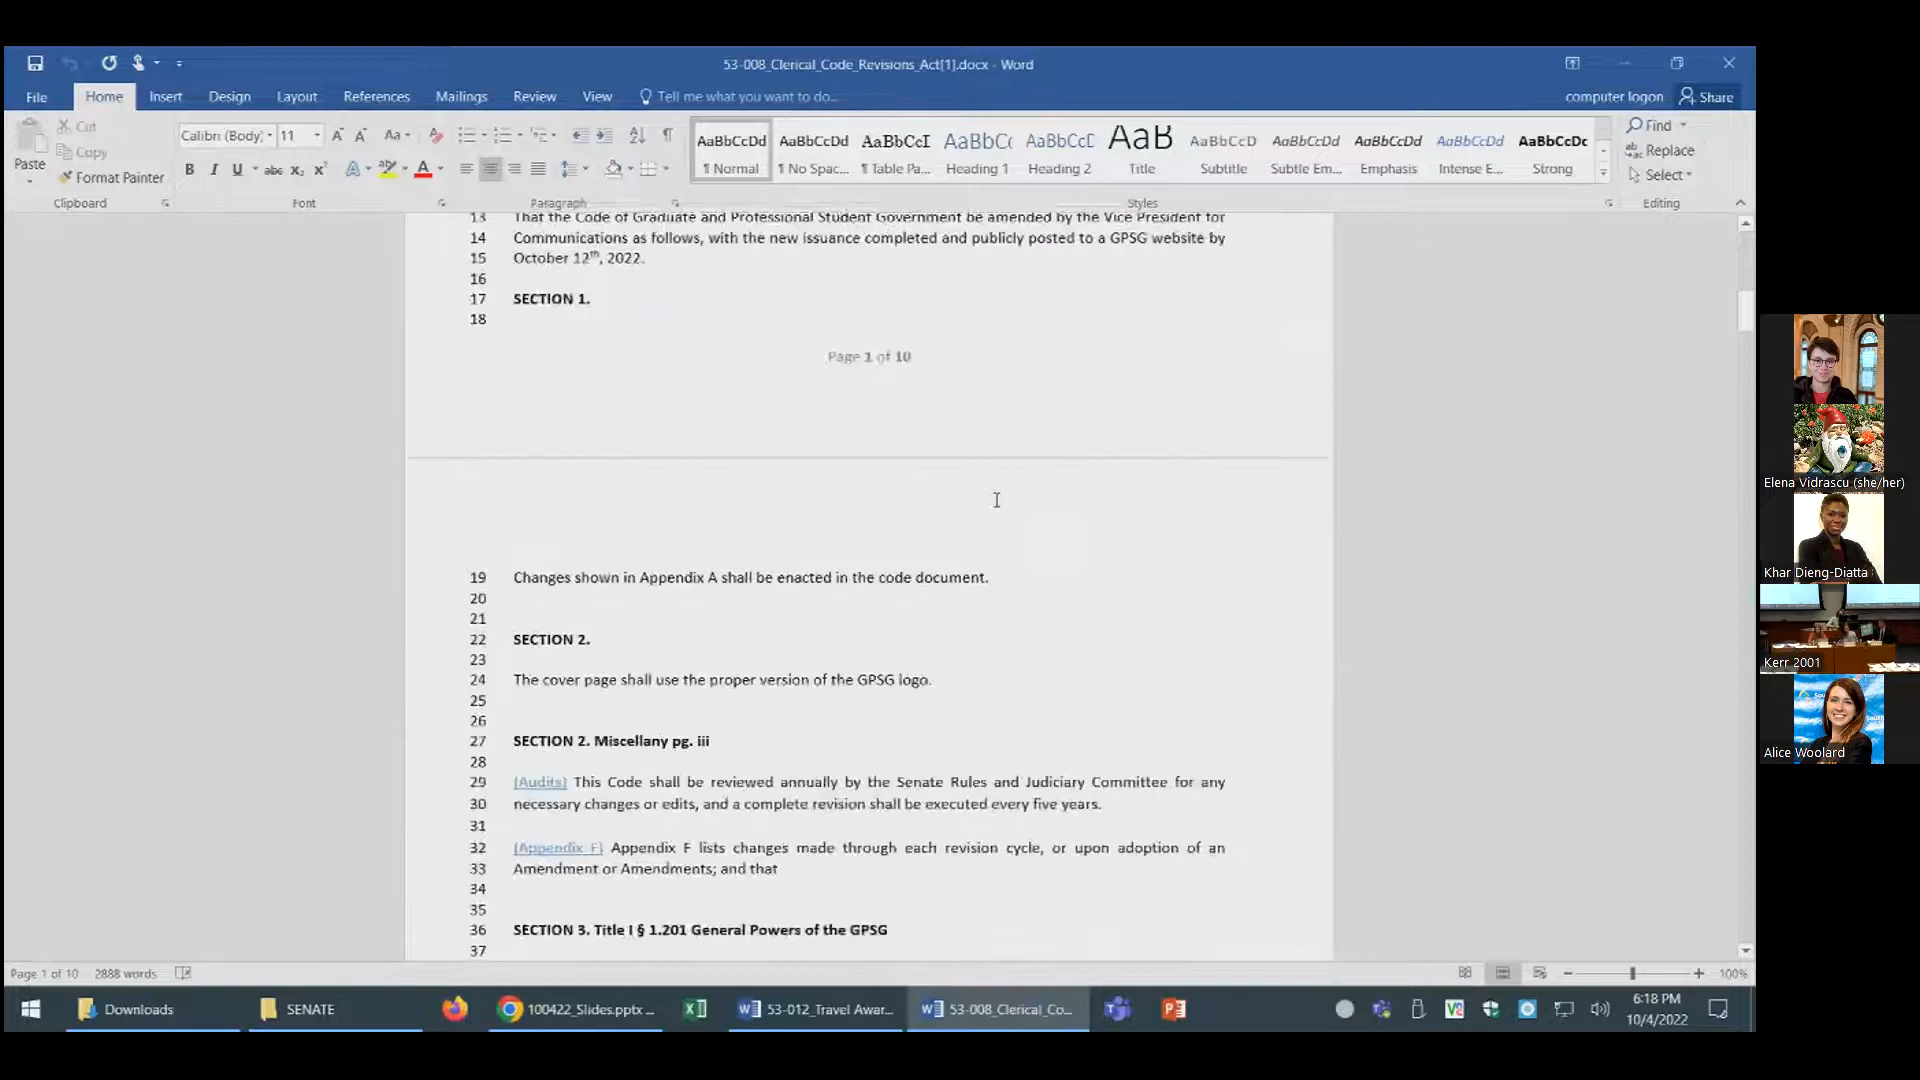 53-008_Clerical_Code_Revisions_Act[1].docx - Word
File Home Insert Design Layout References Mailings Review View Tell me what you want to do... computer logon Share
Paste
Cut
Copy
Format Painter
Clipboard
Calibri (Body) 11
Font
Paragraph
AaBbCcDd AaBbCcDd AaBbCcI AaBbC( AaBbCcD AaB AaBbCcD AaBbCcDd AaBbCcDd AaBbCcDd AaBbCcDc
¶ Normal ¶ No Spac... ¶ Table Pa... Heading 1 Heading 2 Title Subtitle Subtle Em... Emphasis Intense E... Strong
Styles
Find
Replace
Select
Editing
13 That the Code of Graduate and Professional Student Government be amended by the Vice President for
14 Communications as follows, with the new issuance completed and publicly posted to a GPSG website by
15 October 12th, 2022.
16
17 SECTION 1.
18
Page 1 of 10
19 Changes shown in Appendix A shall be enacted in the code document.
20
21
22 SECTION 2.
23
24 The cover page shall use the proper version of the GPSG logo.
25
26
27 SECTION 2. Miscellany pg. iii
28
29 (Audits) This Code shall be reviewed annually by the Senate Rules and Judiciary Committee for any
30 necessary changes or edits, and a complete revision shall be executed every five years.
31
32 (Appendix F) Appendix F lists changes made through each revision cycle, or upon adoption of an
33 Amendment or Amendments; and that
34
35
36 SECTION 3. Title I § 1.201 General Powers of the GPSG
37
Page 1 of 10 2888 words 100%
Downloads SENATE 100422_Slides.pptx ... 53-012_Travel Awar... 53-008_Clerical_Co...
6:18 PM
10/4/2022
Elena Vidrascu (she/her)
Khar Dieng-Diatta
Kerr 2001
Alice Woolard